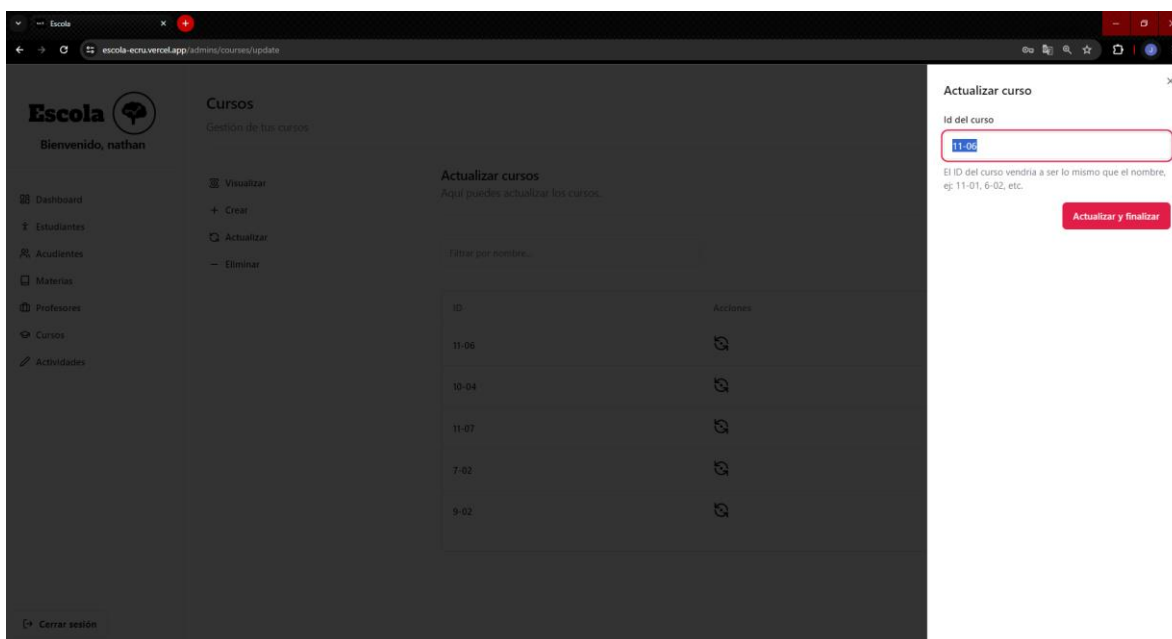 Escola
escola-ecru.vercel.app/admins/courses/update
Escola
Bienvenido, nathan
Dashboard
Estudiantes
Acudientes
Materias
Profesores
Cursos
Actividades
Cerrar sesión
Cursos
Gestión de tus cursos
Visualizar
Crear
Actualizar
Eliminar
Actualizar cursos
Aquí puedes actualizar los cursos.
Filtrar por nombre...
ID Acciones
11-06
10-04
11-07
7-02
9-02
Actualizar curso
Id del curso
11-06
El ID del curso vendria a ser lo mismo que el nombre,
ej: 11-01, 6-02, etc.
Actualizar y finalizar